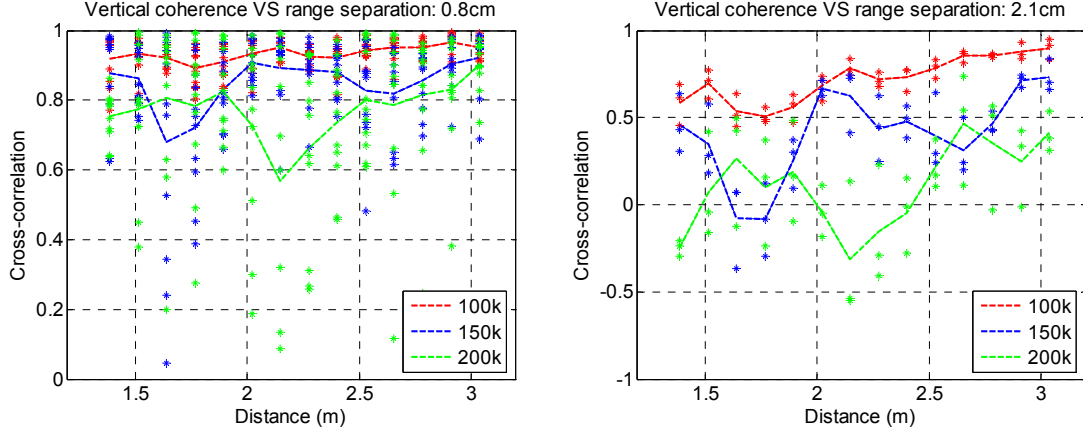 Vertical coherence VS range separation: 0.8cm
1
0.8
0.6
0.4
0.2
0
Cross-correlation
1.5
2
2.5
3
Distance (m)
100k
150k
200k
Vertical coherence VS range separation: 2.1cm
1
0.5
0
-0.5
-1
Cross-correlation
1.5
2
2.5
3
Distance (m)
100k
150k
200k